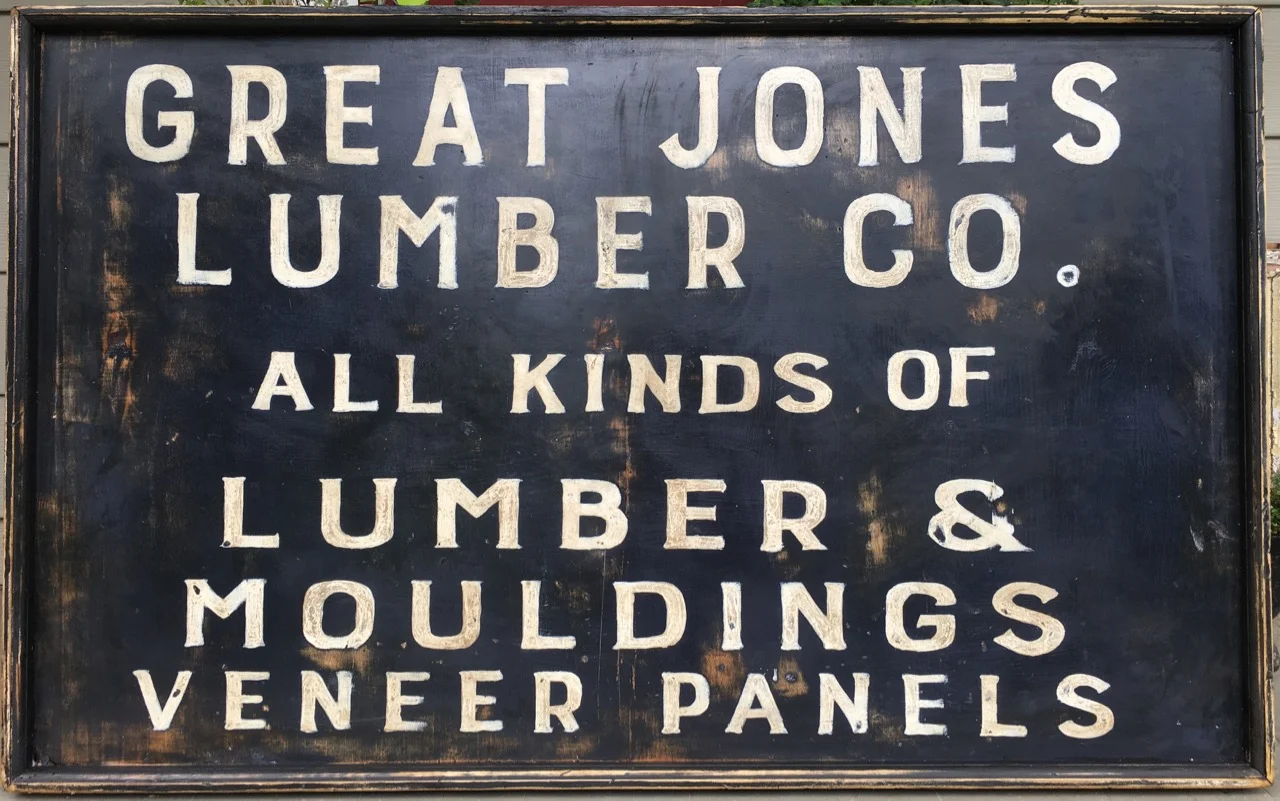 GREAT JONES
LUMBER CO.
ALL KINDS OF
LUMBER &
MOULDINGS
VENEER PANELS